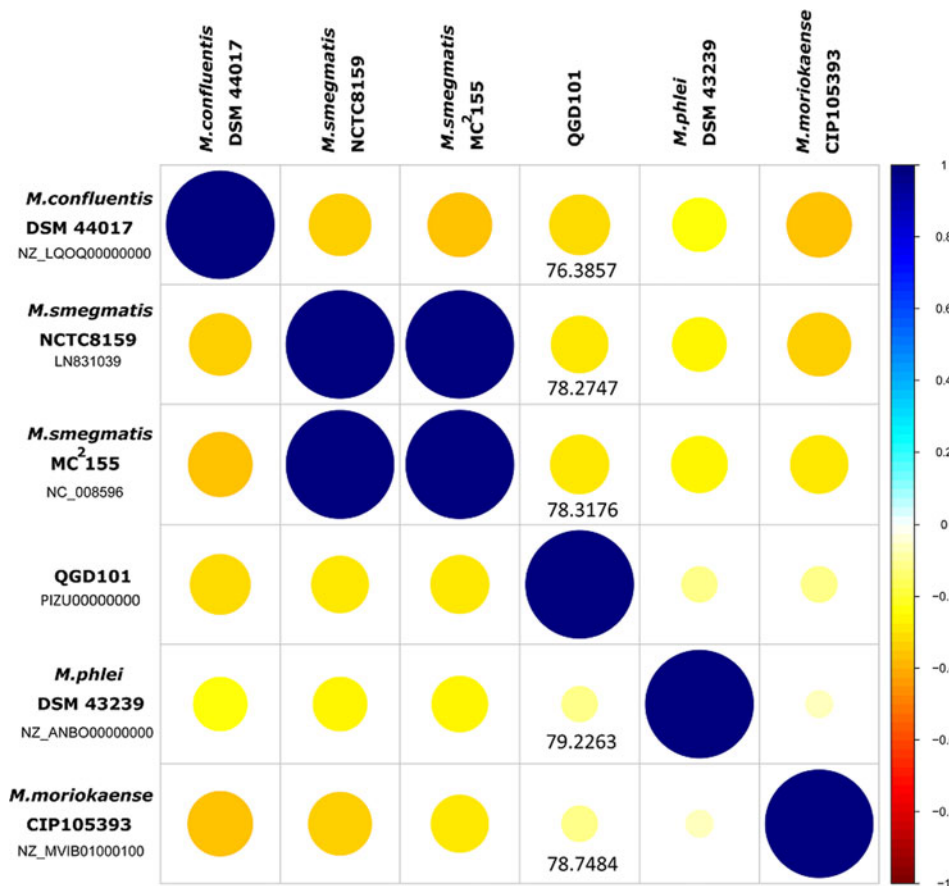 M.confluentis
DSM 44017
M.smegmatis
NCTC8159
M.smegmatis
MC2155
QGD101
M.phlei
DSM 43239
M.moriokaense
CIP105393
M.confluentis
DSM 44017
NZ_LQOQ00000000
76.3857
M.smegmatis
NCTC8159
LN831039
78.2747
M.smegmatis
MC2155
NC_008596
78.3176
QGD101
PIZU00000000
M.phlei
DSM 43239
NZ_ANBO00000000
79.2263
M.moriokaense
CIP105393
NZ_MVIB01000100
78.7484
1
0.8
0.6
0.4
0.2
0